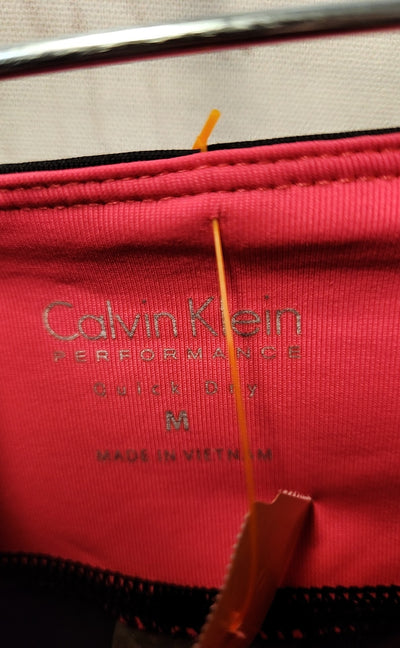 Calvin Klein
PERFORMANCE
Quick Dry
M
MADE IN VIETNAM